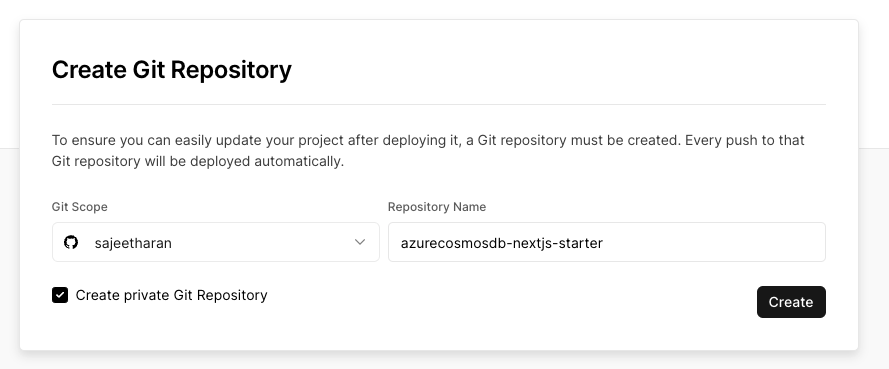 Create Git Repository
To ensure you can easily update your project after deploying it, a Git repository must be created. Every push to that
Git repository will be deployed automatically.
Git Scope
Repository Name
sajeetharan
azurecosmosdb-nextjs-starter
Create private Git Repository
Create